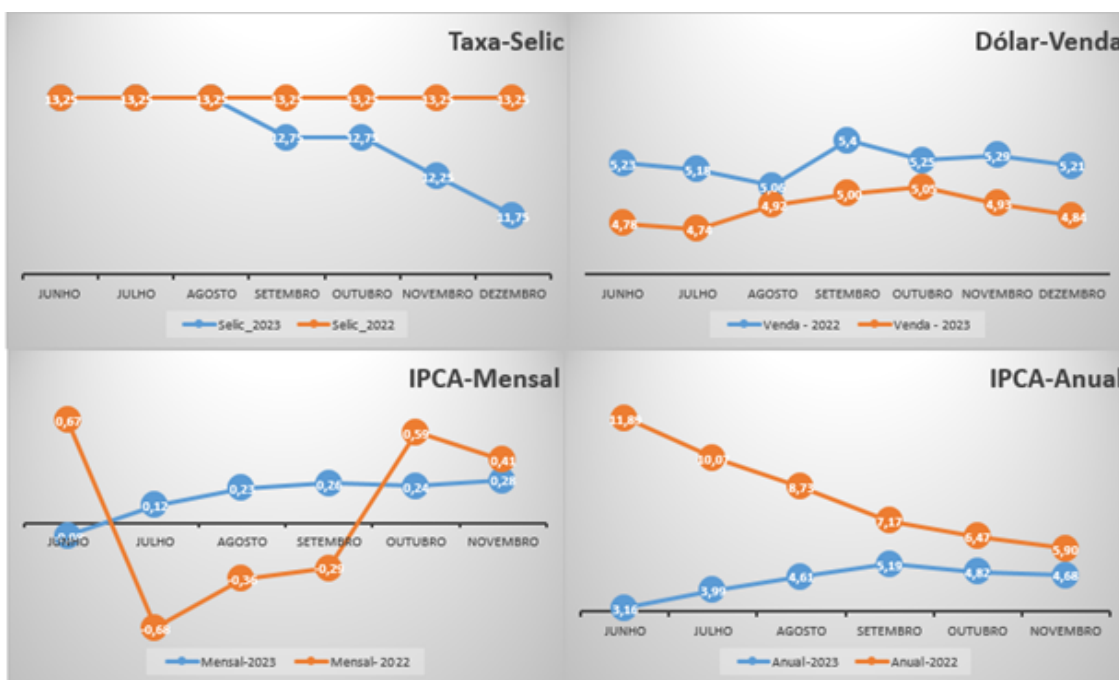 Taxa-Selic
13,25 13,25 13,25 13,25 13,25 13,25 13,25
12,75 12,75
12,25
11,75
JUNHO JULHO AGOSTO SETEMBRO OUTUBRO NOVEMBRO DEZEMBRO
Selic_2023 Selic_2022
Dólar-Venda
5,23 5,18 5,06 5,4 5,25 5,29 5,21
4,78 4,74 4,92 5,00 5,05 4,93 4,84
JUNHO JULHO AGOSTO SETEMBRO OUTUBRO NOVEMBRO DEZEMBRO
Venda - 2022 Venda - 2023
IPCA-Mensal
0,67 0,59 0,41
0,12 0,23 0,26 0,24 0,28
JUNHO JULHO AGOSTO SETEMBRO OUTUBRO NOVEMBRO
-0,68 -0,36 -0,29
Mensal-2023 Mensal- 2022
IPCA-Anual
11,89 10,07 8,73 7,17 6,47 5,90
3,16 3,99 4,61 5,19 4,82 4,68
JUNHO JULHO AGOSTO SETEMBRO OUTUBRO NOVEMBRO
Anual-2023 Anual-2022